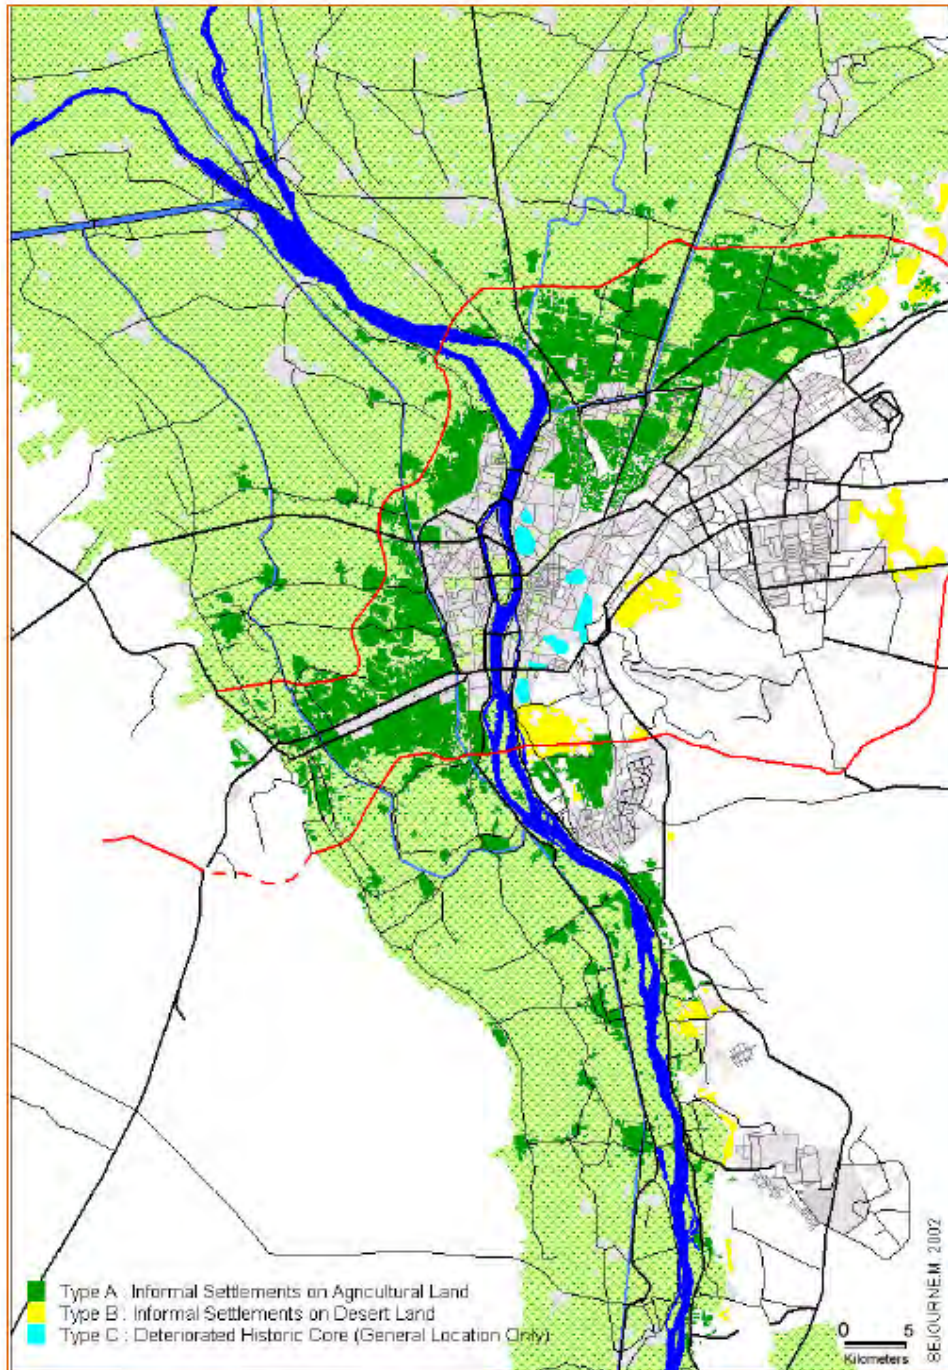 Type A : Informal Settlements on Agricultural Land
Type B : Informal Settlements on Desert Land
Type C : Deteriorated Historic Core (General Location Only)
0 5
Kilometers
SEJOURNE.M. 2002